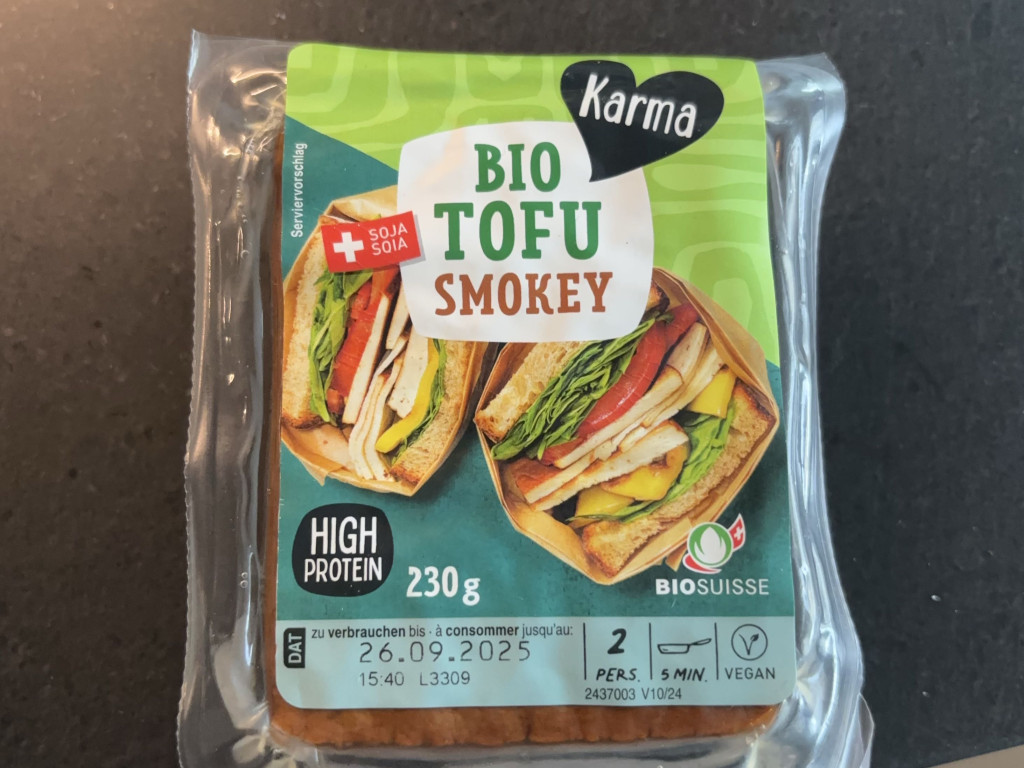 Karma
BIO
TOFU
SMOKEY
Serviervorschlag
SOJA
SOIA
HIGH
PROTEIN
230g
BIOSUISSE
DAT
zu verbrauchen bis · à consommer jusqu'au:
26.09.2025
15:40 L3309
2
PERS.
5 MIN.
VEGAN
2437003 V10/24